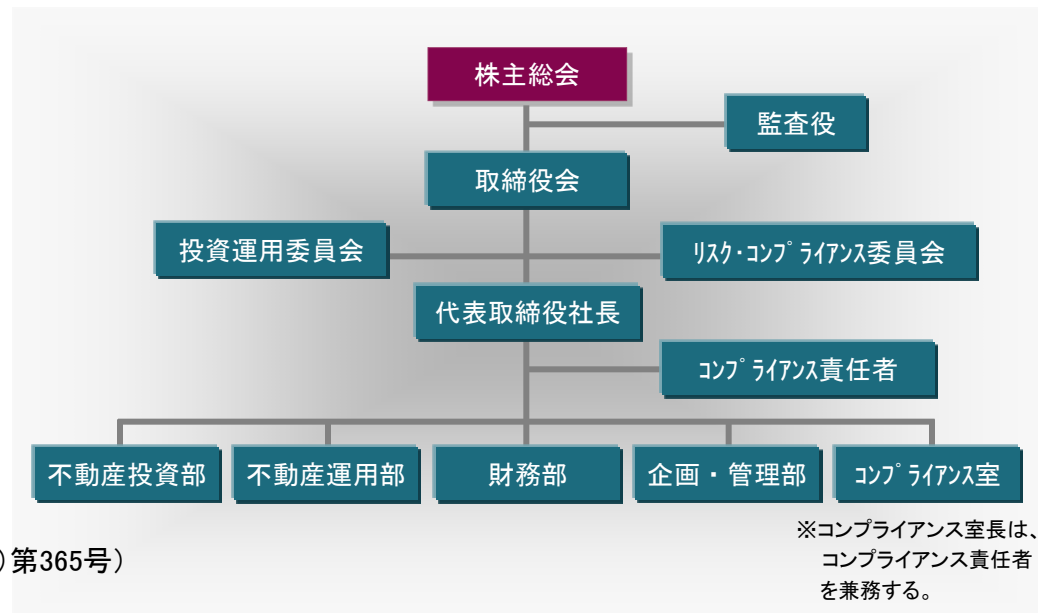 株主総会
監査役
取締役会
投資運用委員会
ﾘｽｸ・ｺﾝﾌﾟﾗｲｱﾝｽ委員会
代表取締役社長
ｺﾝﾌﾟﾗｲｱﾝｽ責任者
不動産投資部
不動産運用部
財務部
企画・管理部
ｺﾝﾌﾟﾗｲｱﾝｽ室
※コンプライアンス室長は、
コンプライアンス責任者
を兼務する。
）第365号）